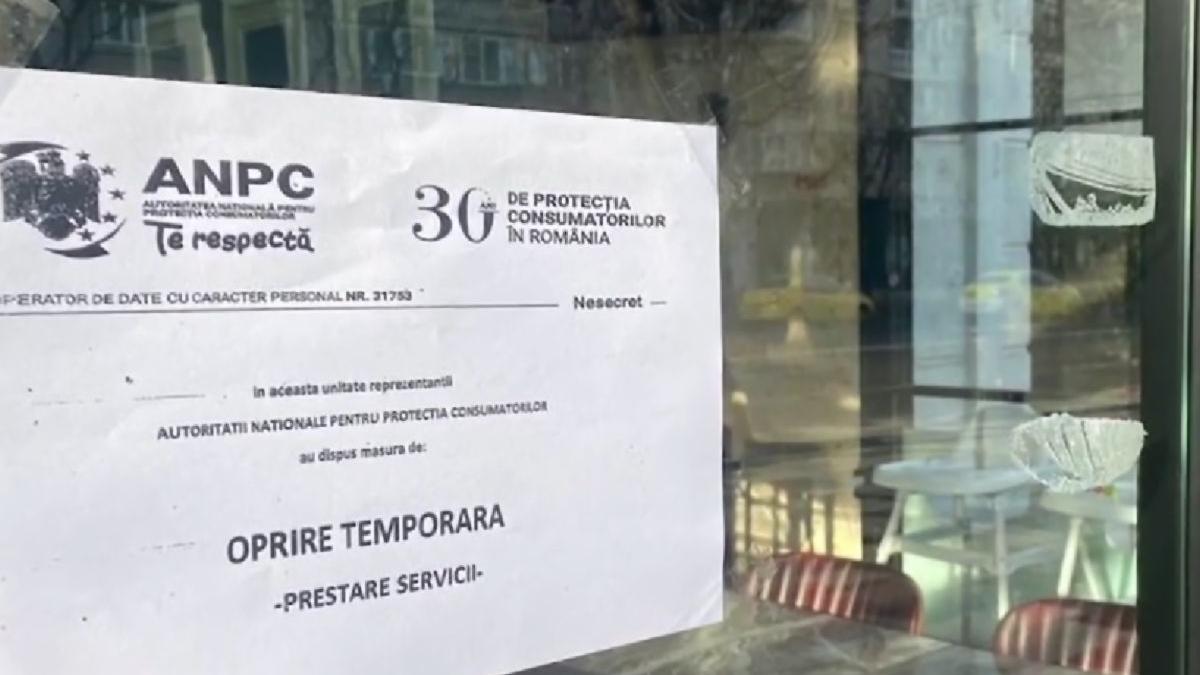 ANPC
AUTORITATEA NAȚIONALĂ PENTRU
PROTECȚIA CONSUMATORILOR
Te respectă
30 ANI
DE PROTECȚIA
CONSUMATORILOR
ÎN ROMÂNIA
OPERATOR DE DATE CU CARACTER PERSONAL NR. 31753
Nesecret
in aceasta unitate reprezentantii
AUTORITATII NATIONALE PENTRU PROTECTIA CONSUMATORILOR
au dispus masura de:
OPRIRE TEMPORARA
-PRESTARE SERVICII-